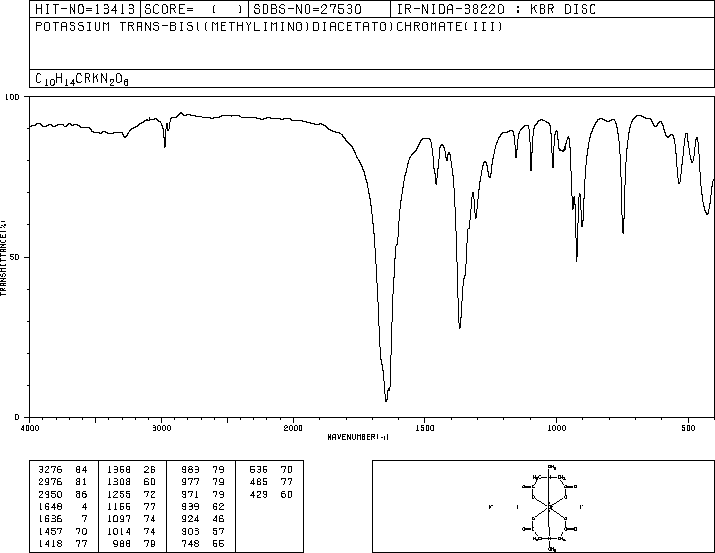 HIT-NO=13413 SCORE= ( ) SDBS-NO=27530 IR-NIDA-38220 : KBR DISC
POTASSIUM TRANS-BIS((METHYLIMINO)DIACETATO)CHROMATE(III)
C10H14CRKN2O8
100
50
0
TRANSMITTANCE(%)
4000 3000 2000 1500 1000 500
WAVENUMBER(-1)
3276 84 1368 26 983 79 536 70
2976 81 1308 60 977 79 485 77
2950 86 1255 72 971 79 429 60
1648 4 1156 77 939 62
1636 7 1097 74 924 46
1457 70 1014 74 903 57
1418 77 988 79 748 55